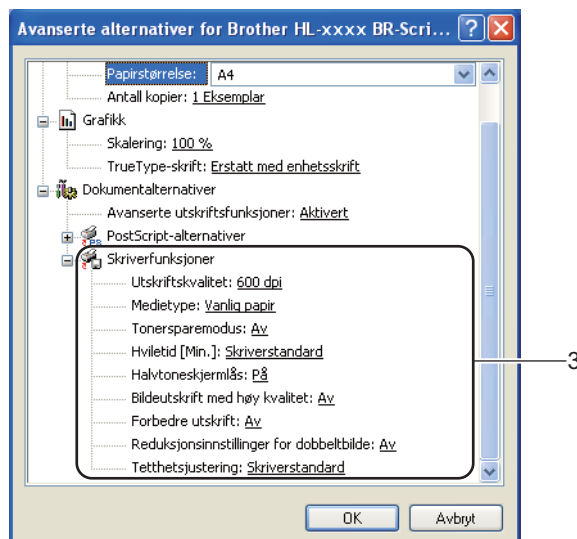 Avanserte alternativer for Brother HL-xxxx BR-Scri...
Papirstørrelse: A4
Antall kopier: 1 Eksemplar
Grafikk
Skalering: 100 %
TrueType-skrift: Erstatt med enhetsskrift
Dokumentalternativer
Avanserte utskriftsfunksjoner: Aktivert
PostScript-alternativer
Skriverfunksjoner
Utskriftskvalitet: 600 dpi
Medietype: Vanlig papir
Tonersparemodus: Av
Hviletid [Min.]: Skriverstandard
Halvtoneskjermlås: På
Bildeutskrift med høy kvalitet: Av
Forbedre utskrift: Av
Reduksjonsinnstillinger for dobbeltbilde: Av
Tetthetsjustering: Skriverstandard
3
OK Avbryt